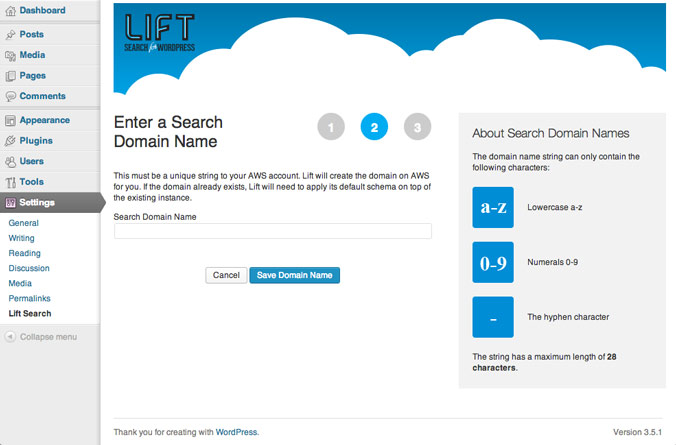 Dashboard
Posts
Media
Pages
Comments
Appearance
Plugins
Users
Tools
Settings
General
Writing
Reading
Discussion
Media
Permalinks
Lift Search
Collapse menu
LIFT
SEARCH for WORDPRESS
Enter a Search
Domain Name
1
2
3
This must be a unique string to your AWS account. Lift will create the domain on AWS
for you. If the domain already exists, Lift will need to apply its default schema on top of
the existing instance.
Search Domain Name
Cancel
Save Domain Name
About Search Domain Names
The domain name string can only contain the
following characters:
a-z
Lowercase a-z
0-9
Numerals 0-9
-
The hyphen character
The string has a maximum length of 28
characters.
Thank you for creating with WordPress.
Version 3.5.1